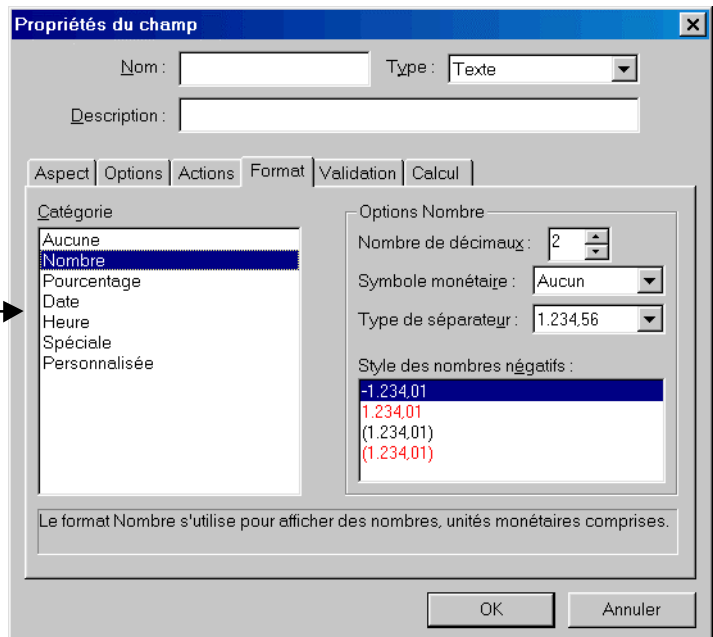 Propriétés du champ
Nom :
Type : Texte
Description :
Aspect Options Actions Format Validation Calcul
Catégorie
Aucune
Nombre
Pourcentage
Date
Heure
Spéciale
Personnalisée
Options Nombre
Nombre de décimaux : 2
Symbole monétaire : Aucun
Type de séparateur : 1.234,56
Style des nombres négatifs :
-1.234,01
1.234,01
(1.234,01)
(1.234,01)
Le format Nombre s'utilise pour afficher des nombres, unités monétaires comprises.
OK Annuler